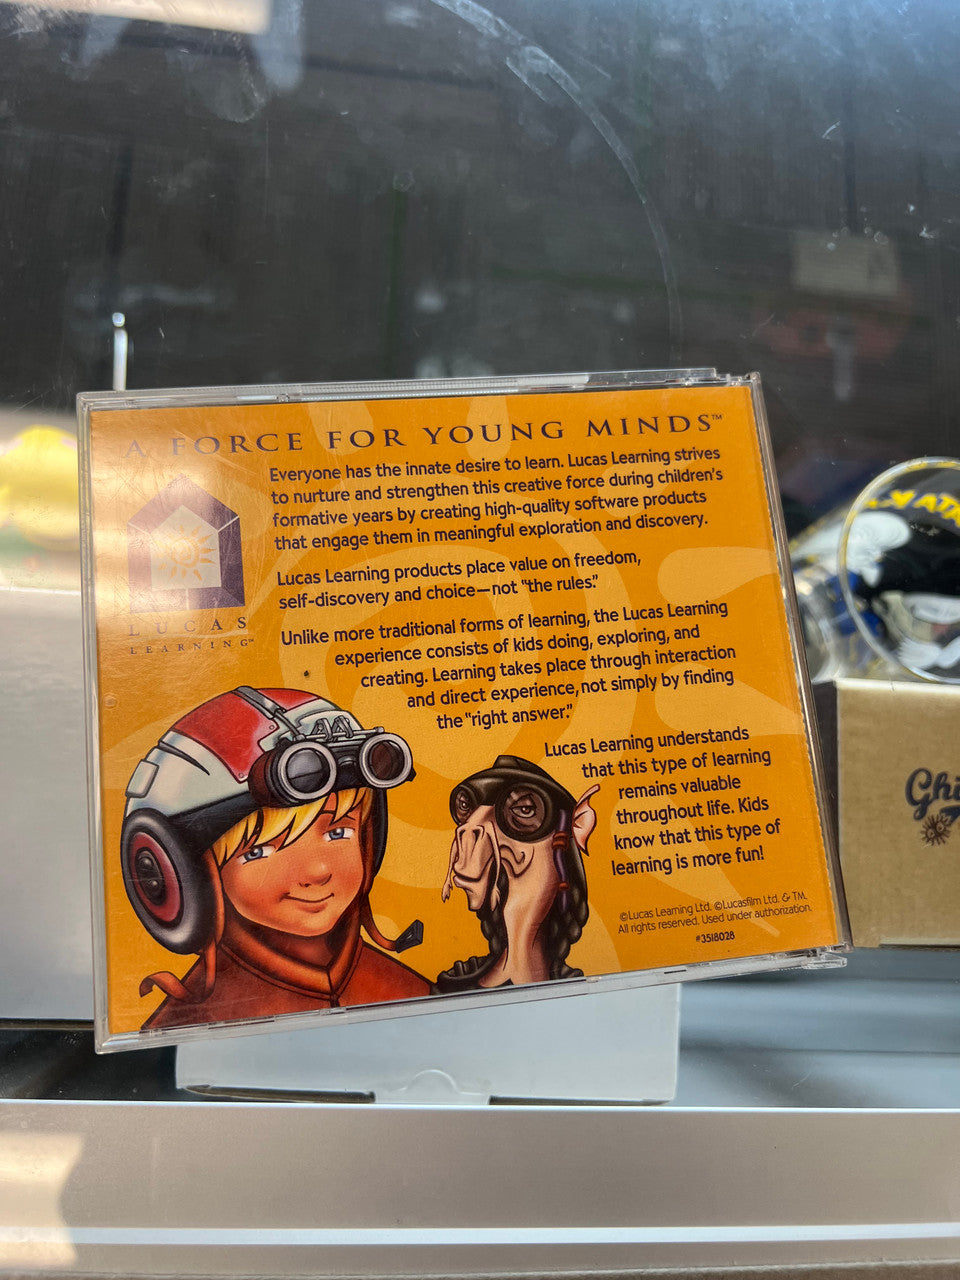 A FORCE FOR YOUNG MINDS™
Everyone has the innate desire to learn. Lucas Learning strives
to nurture and strengthen this creative force during children's
formative years by creating high-quality software products
that engage them in meaningful exploration and discovery.
LUCAS
LEARNING™
Lucas Learning products place value on freedom,
self-discovery and choice—not "the rules."
Unlike more traditional forms of learning, the Lucas Learning
experience consists of kids doing, exploring, and
creating. Learning takes place through interaction
and direct experience, not simply by finding
the "right answer."
Lucas Learning understands
that this type of learning
remains valuable
throughout life. Kids
know that this type of
learning is more fun!
©Lucas Learning Ltd. ©Lucasfilm Ltd. & TM.
All rights reserved. Used under authorization.
#3518028